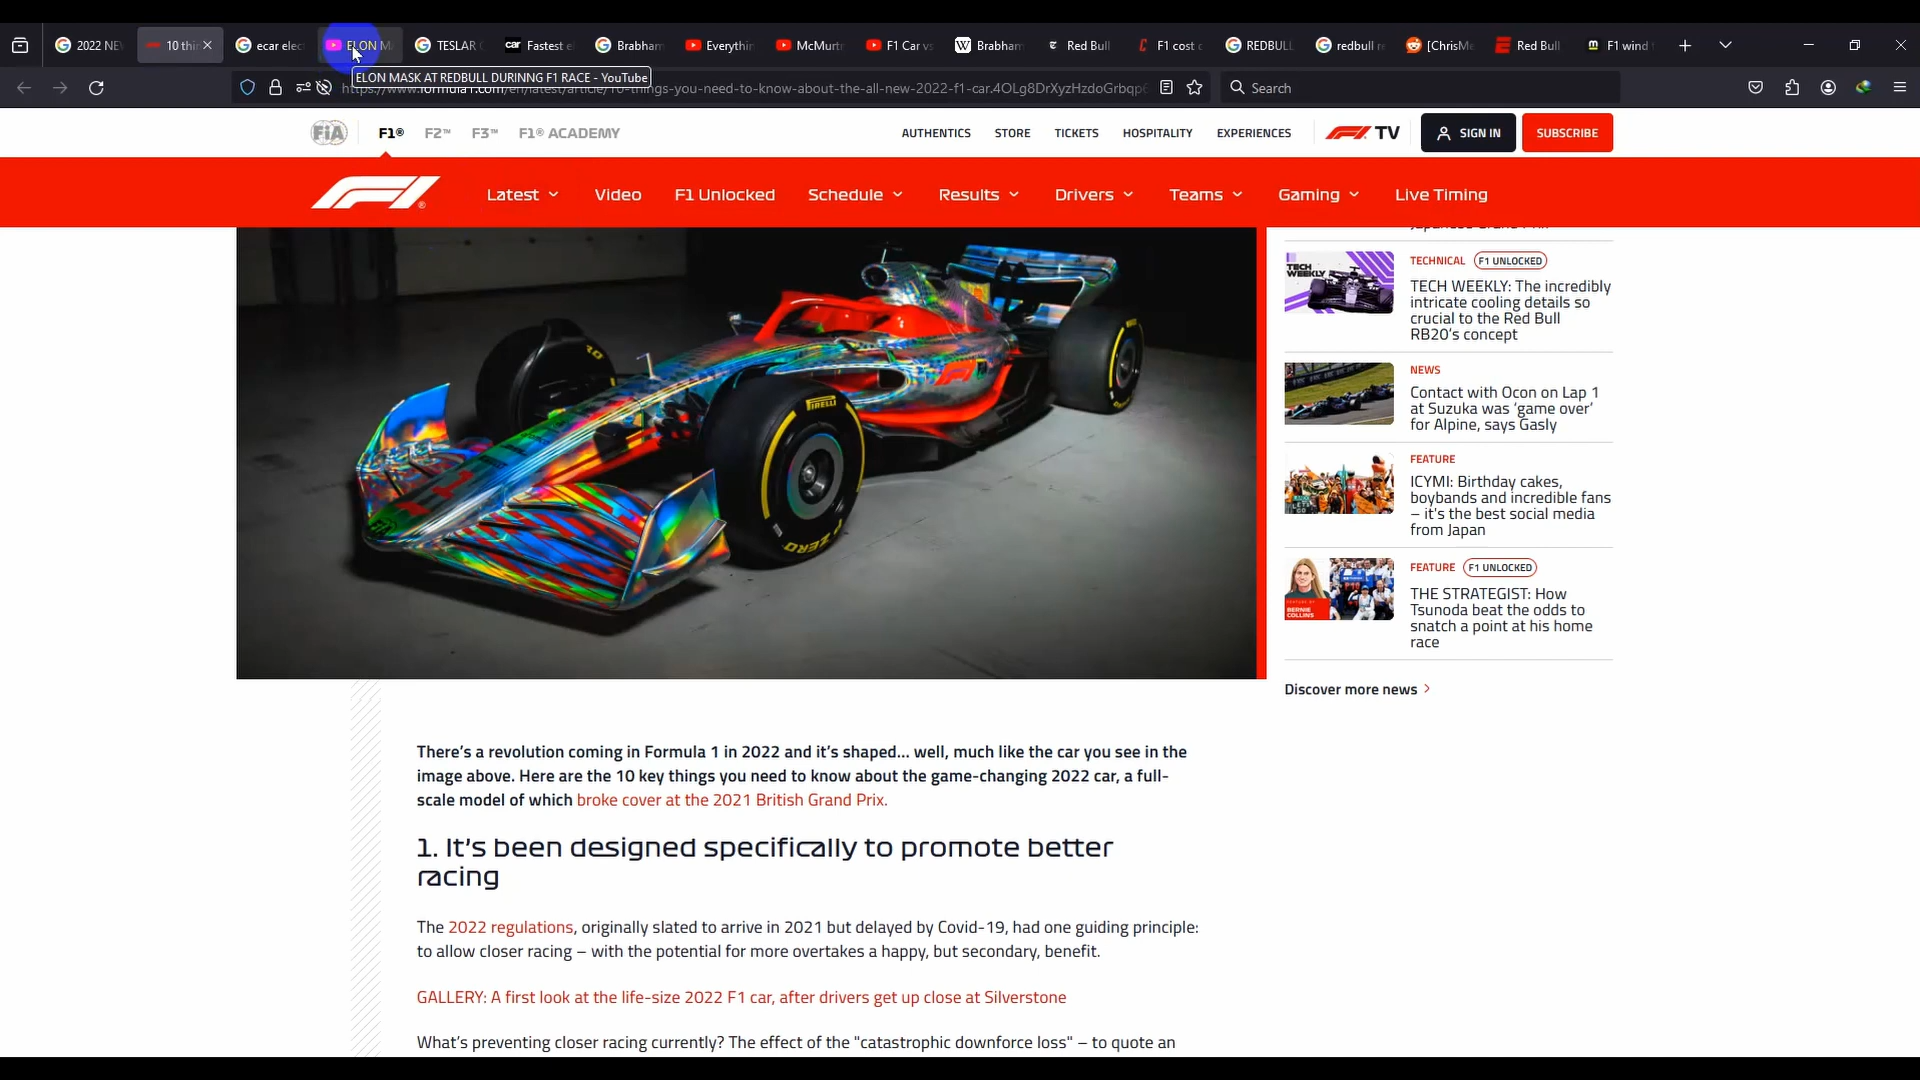 2022 NE
10 thi
ecar elec
ELON M
TESLAR
Fastest e
Brabham
Everythin
McMurt
F1 Car vs
Brabham
Red Bull
F1 cost c
REDBULL
redbull r
[ChrisMe
Red Bull
F1 wind
ELON MASK AT REDBULL DURINNG F1 RACE - YouTube
https://www.formula1.com/en/latest/article/10-things-you-need-to-know-about-the-all-new-2022-f1-car.4OLg8DrXyzHzdoGrbqp6
Search
FiA
F1®
F2™
F3™
F1® ACADEMY
AUTHENTICS
STORE
TICKETS
HOSPITALITY
EXPERIENCES
F1 TV
SIGN IN
SUBSCRIBE
Latest
Video
F1 Unlocked
Schedule
Results
Drivers
Teams
Gaming
Live Timing
TECHNICAL F1 UNLOCKED
TECH WEEKLY: The incredibly
intricate cooling details so
crucial to the Red Bull
RB20's concept
TECH
WEEKLY
NEWS
Contact with Ocon on Lap 1
at Suzuka was 'game over'
for Alpine, says Gasly
FEATURE
ICYMI: Birthday cakes,
boybands and incredible fans
– it's the best social media
from Japan
FEATURE F1 UNLOCKED
THE STRATEGIST: How
Tsunoda beat the odds to
snatch a point at his home
race
BERNIE
COLLINS
Discover more news
PIRELLI
P ZERO
There's a revolution coming in Formula 1 in 2022 and it's shaped... well, much like the car you see in the
image above. Here are the 10 key things you need to know about the game-changing 2022 car, a full-
scale model of which broke cover at the 2021 British Grand Prix.
1. It's been designed specifically to promote better
racing
The 2022 regulations, originally slated to arrive in 2021 but delayed by Covid-19, had one guiding principle:
to allow closer racing – with the potential for more overtakes a happy, but secondary, benefit.
GALLERY: A first look at the life-size 2022 F1 car, after drivers get up close at Silverstone
What's preventing closer racing currently? The effect of the "catastrophic downforce loss" – to quote an